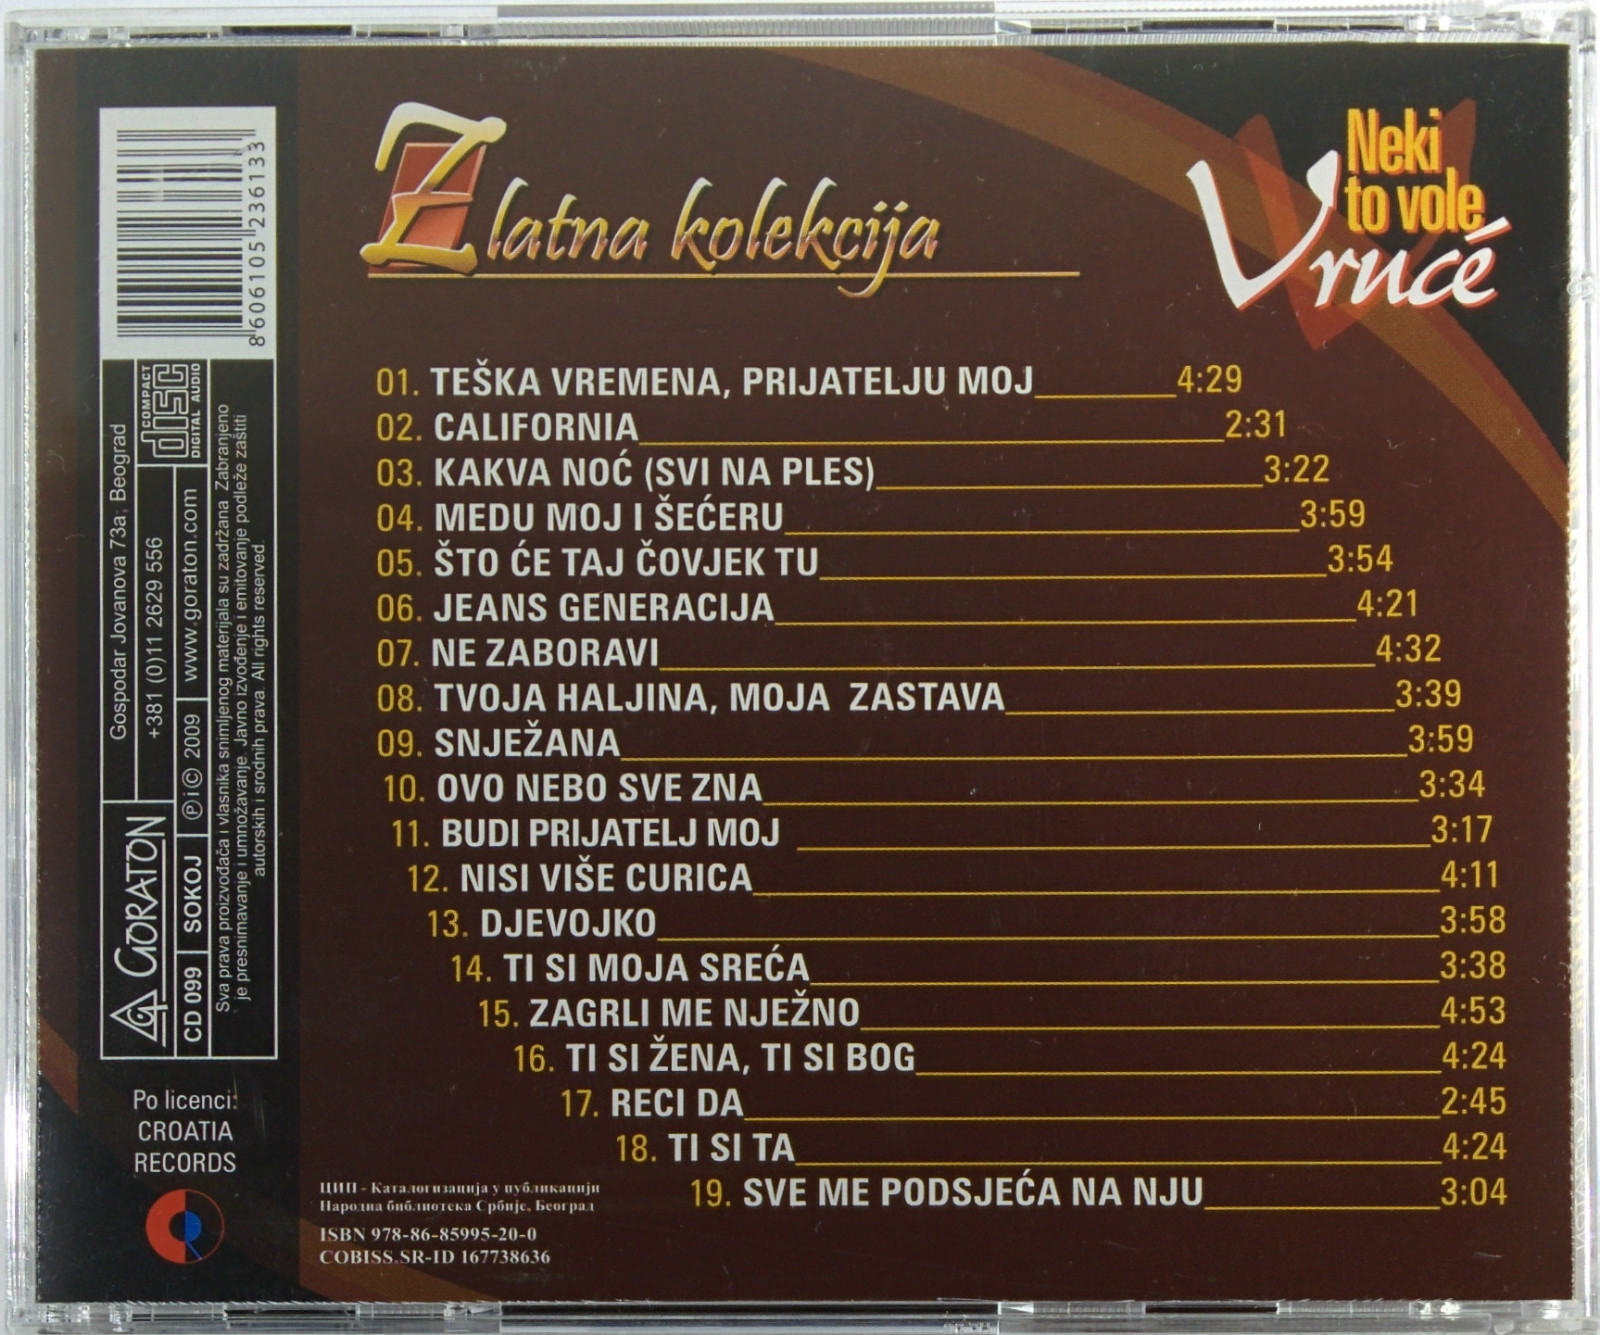 Zlatna kolekcija
Neki
to vole
Vruće
01. TEŠKA VREMENA, PRIJATELJU MOJ 4:29
02. CALIFORNIA 2:31
03. KAKVA NOĆ (SVI NA PLES) 3:22
04. MEDU MOJ I ŠEĆERU 3:59
05. ŠTO ĆE TAJ ČOVJEK TU 3:54
06. JEANS GENERACIJA 4:21
07. NE ZABORAVI 4:32
08. TVOJA HALJINA, MOJA ZASTAVA 3:39
09. SNJEŽANA 3:59
10. OVO NEBO SVE ZNA 3:34
11. BUDI PRIJATELJ MOJ 3:17
12. NISI VIŠE CURICA 4:11
13. DJEVOJKO 3:58
14. TI SI MOJA SREĆA 3:38
15. ZAGRLI ME NJEŽNO 4:53
16. TI SI ŽENA, TI SI BOG 4:24
17. RECI DA 2:45
18. TI SI TA 4:24
19. SVE ME PODSJEĆA NA NJU 3:04
8606105236133
GORATON
Gospodar Jovanova 73a, Beograd
+381 (0)11 2629 556
COMPACT
disc
DIGITAL AUDIO
CD 099
SOKOJ
Ⓟ i © 2009
www.goraton.com
Sva prava proizvođača i vlasnika snimljenog materijala su zadržana Zabranjeno
je presnimavanje i umnožavanje. Javno izvođenje i emitovanje podleže zaštiti
autorskih i srodnih prava. All rights reserved.
Po licenci:
CROATIA
RECORDS
ЦИП - Каталогизација у публикацији
Народна библиотека Србије, Београд
ISBN 978-86-85995-20-0
COBISS.SR-ID 167738636